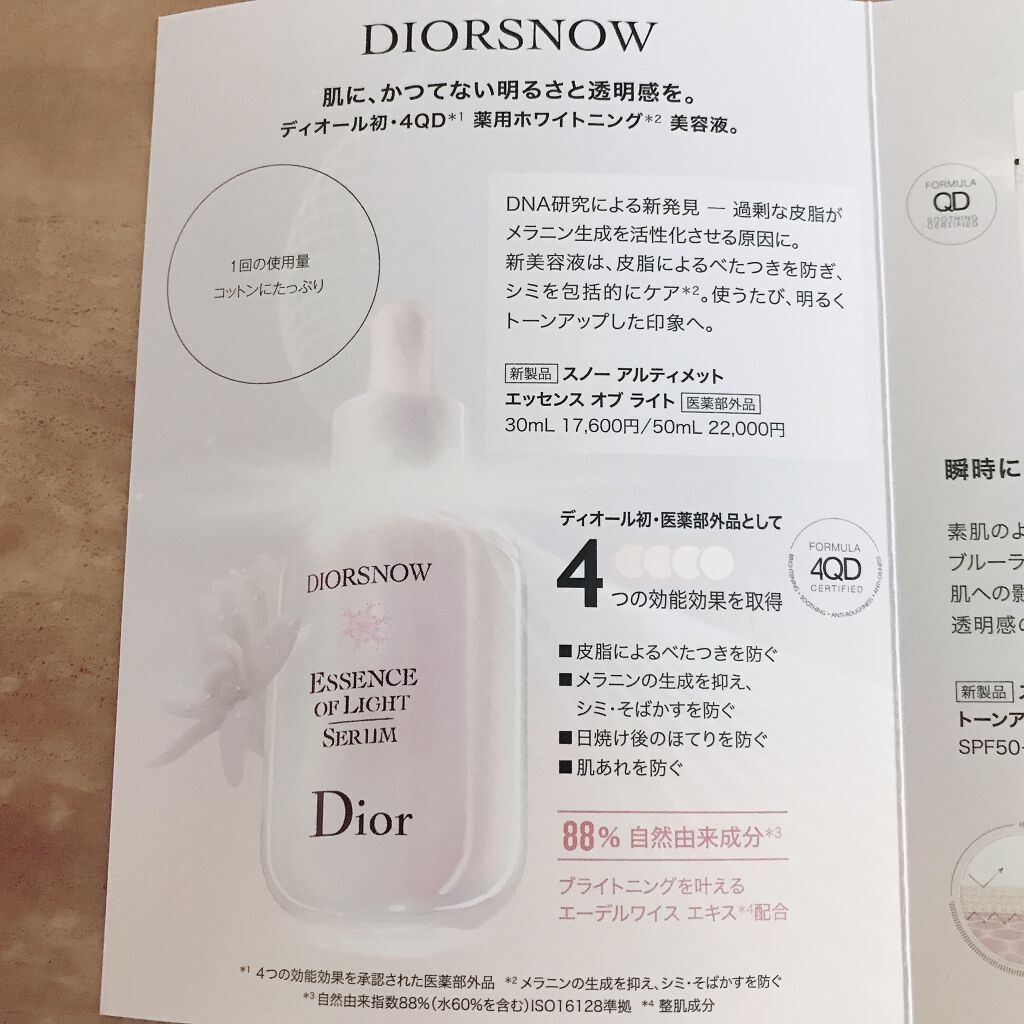 DIORSNOW
肌に、かつてない明るさと透明感を。
ディオール初・4QD*1 薬用ホワイトニング*2 美容液。
1回の使用量
コットンにたっぷり
DNA研究による新発見 — 過剰な皮脂が
メラニン生成を活性化させる原因に。
新美容液は、皮脂によるべたつきを防ぎ、
シミを包括的にケア*2。使うたび、明るく
トーンアップした印象へ。
新製品 スノー アルティメット
エッセンス オブ ライト 医薬部外品
30mL 17,600円/50mL 22,000円
ディオール初・医薬部外品として
4
つの効能効果を取得
FORMULA
4QD
CERTIFIED
BRIGHTENING • SOOTHING • ANTI-ROUGHNESS • ANTI-OILINESS
■ 皮脂によるべたつきを防ぐ
■ メラニンの生成を抑え、
シミ・そばかすを防ぐ
■ 日焼け後のほてりを防ぐ
■ 肌あれを防ぐ
88% 自然由来成分*3
ブライトニングを叶える
エーデルワイス エキス*4配合
DIORSNOW
ESSENCE
OF LIGHT
SERUM
Dior
*1 4つの効能効果を承認された医薬部外品 *2 メラニンの生成を抑え、シミ・そばかすを防ぐ
*3 自然由来指数88%(水60%を含む)ISO16128準拠 *4 整肌成分
FORMULA
QD
SOOTHING
CERTIFIED
瞬時に
素肌のよ
ブルーラ
肌への影
透明感の
新製品
トーンア
SPF50